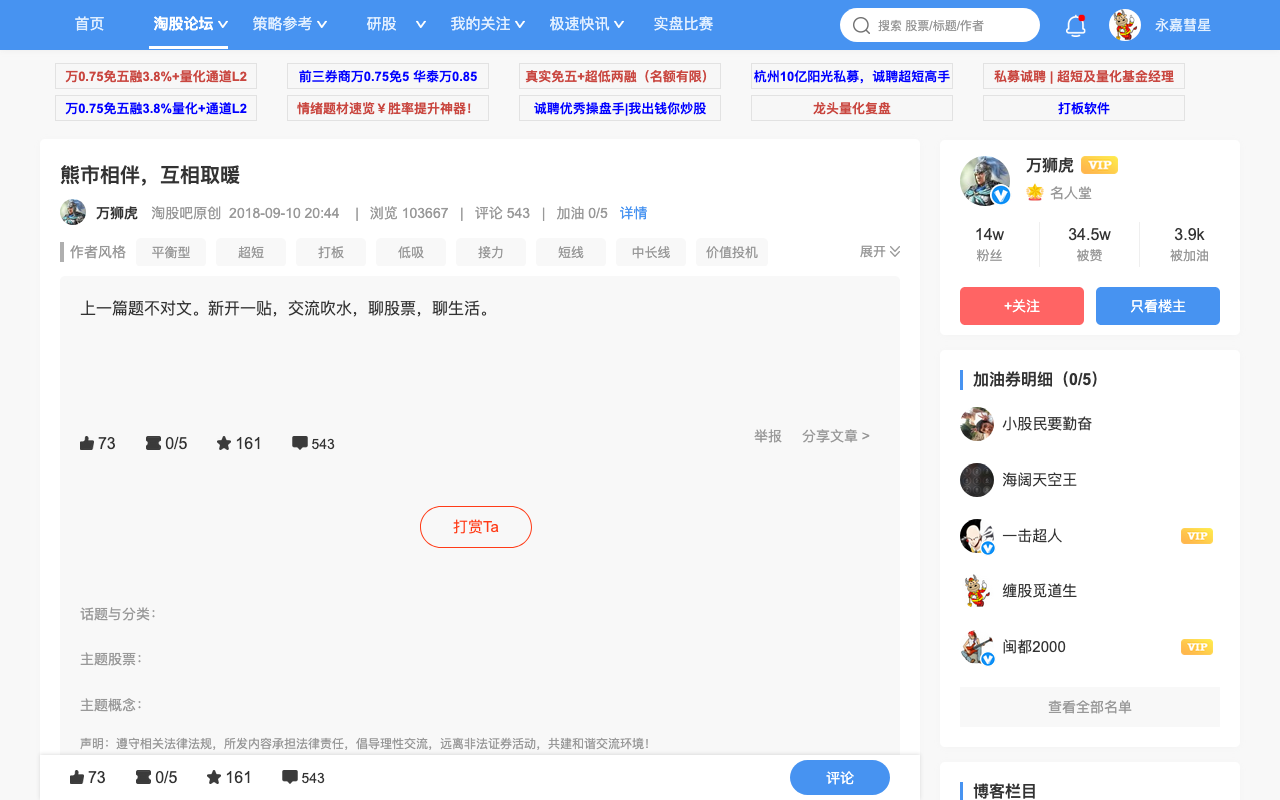 首页 淘股论坛 策略参考 研股 我的关注 极速快讯 实盘比赛 搜索 股票/标题/作者 永嘉彗星
万0.75免五融3.8%+量化通道L2 前三券商万0.75免5 华泰万0.85 真实免五+超低两融（名额有限） 杭州10亿阳光私募，诚聘超短高手 私募诚聘 | 超短及量化基金经理
万0.75免五融3.8%量化+通道L2 情绪题材速览￥胜率提升神器！ 诚聘优秀操盘手|我出钱你炒股 龙头量化复盘 打板软件
熊市相伴，互相取暖
万狮虎 淘股吧原创 2018-09-10 20:44 | 浏览 103667 | 评论 543 | 加油 0/5 详情
作者风格 平衡型 超短 打板 低吸 接力 短线 中长线 价值投机 展开
上一篇题不对文。新开一贴，交流吹水，聊股票，聊生活。
73 0/5 161 543 举报 分享文章 >
打赏Ta
话题与分类：
主题股票：
主题概念：
声明：遵守相关法律法规，所发内容承担法律责任，倡导理性交流，远离非法证券活动，共建和谐交流环境！
73 0/5 161 543 评论
万狮虎 VIP
名人堂
14w 34.5w 3.9k
粉丝 被赞 被加油
+关注 只看楼主
加油券明细（0/5）
小股民要勤奋
海阔天空王
一击超人 VIP
缠股觅道生
闽都2000 VIP
查看全部名单
博客栏目